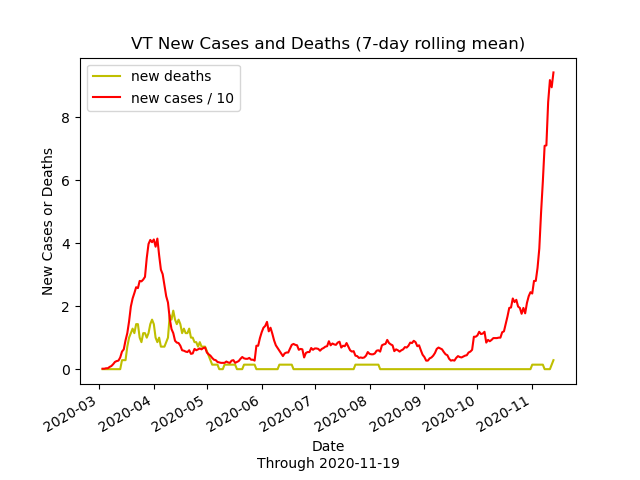 VT New Cases and Deaths (7-day rolling mean)
new deaths
new cases / 10
New Cases or Deaths
8
6
4
2
0
2020-03
2020-04
2020-05
2020-06
2020-07
2020-08
2020-09
2020-10
2020-11
Date
Through 2020-11-19